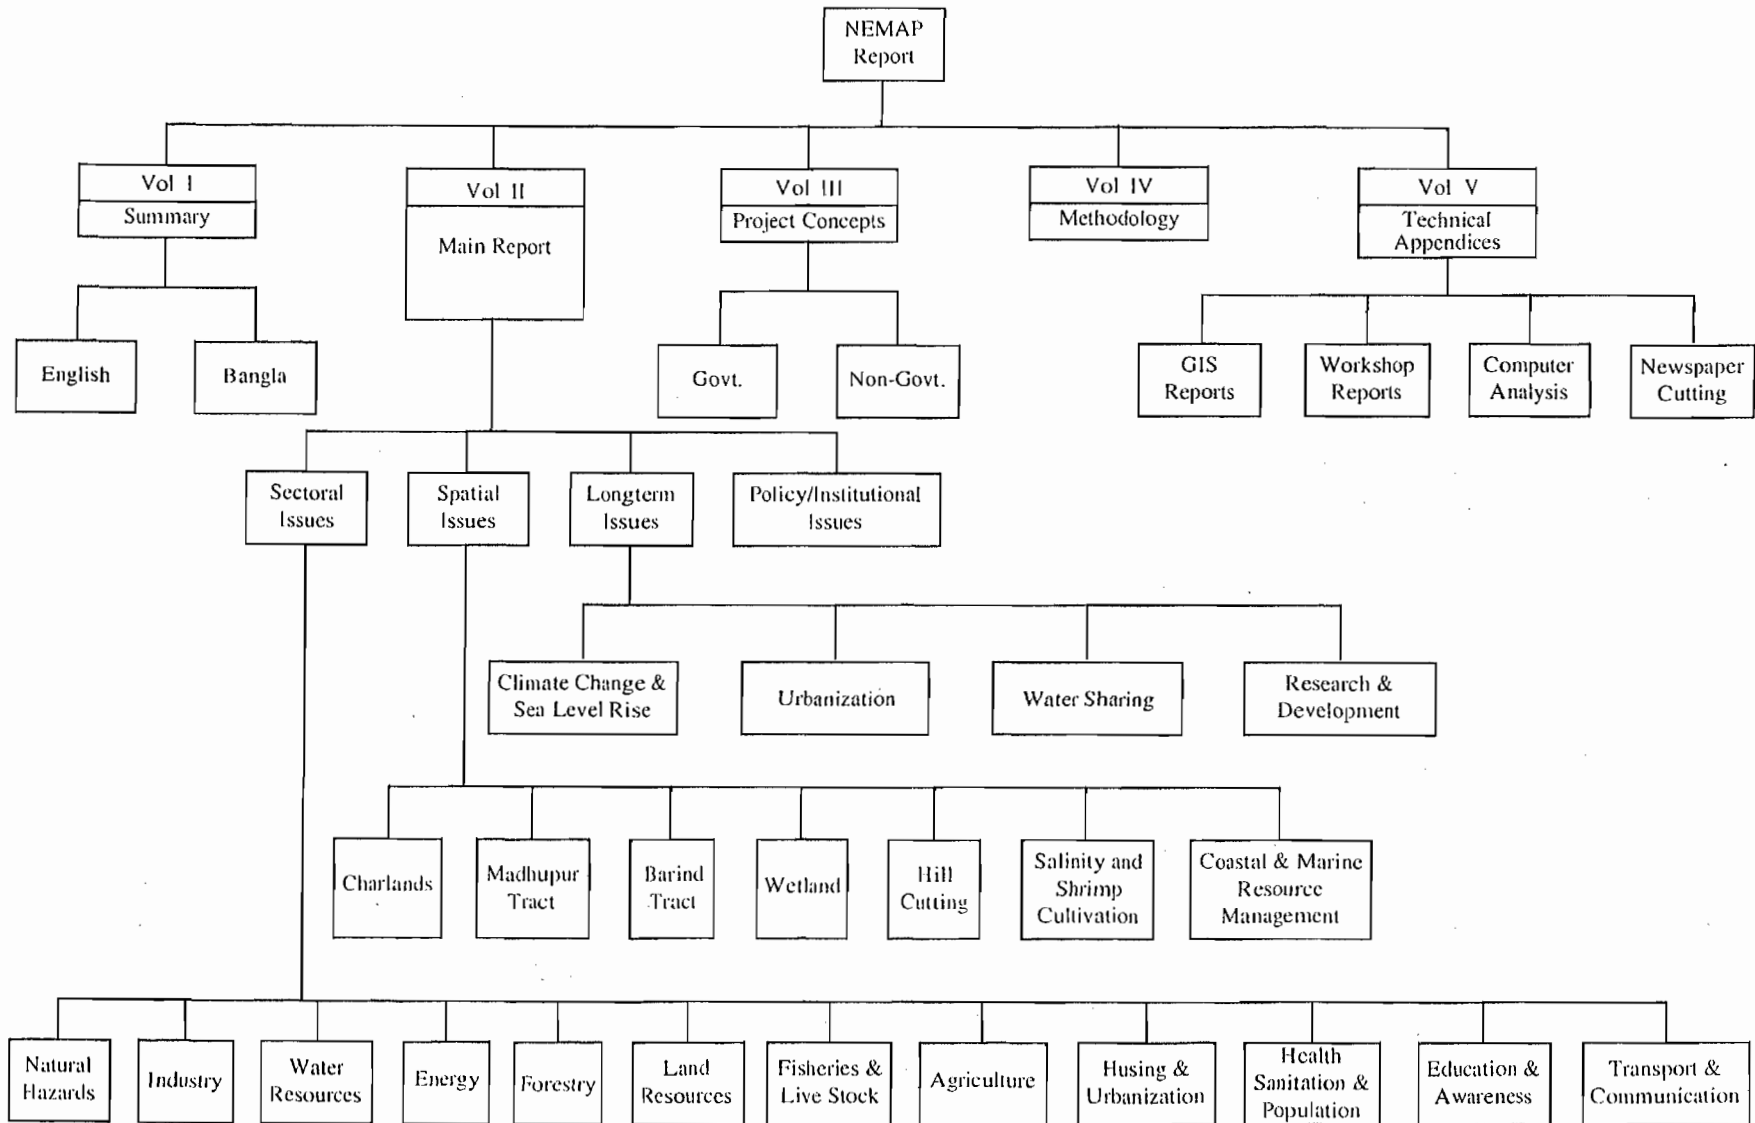 NEMAP
Report
Vol I
Summary
Vol II
Main Report
Vol III
Project Concepts
Vol IV
Methodology
Vol V
Technical
Appendices
English
Bangla
Govt.
Non-Govt.
GIS
Reports
Workshop
Reports
Computer
Analysis
Newspaper
Cutting
Sectoral
Issues
Spatial
Issues
Longterm
Issues
Policy/Institutional
Issues
Climate Change &
Sea Level Rise
Urbanization
Water Sharing
Research &
Development
Charlands
Madhupur
Tract
Barind
Tract
Wetland
Hill
Cutting
Salinity and
Shrimp
Cultivation
Coastal & Marine
Resource
Management
Natural
Hazards
Industry
Water
Resources
Energy
Forestry
Land
Resources
Fisheries &
Live Stock
Agriculture
Husing &
Urbanization
Health
Sanitation &
Population
Education &
Awareness
Transport &
Communication